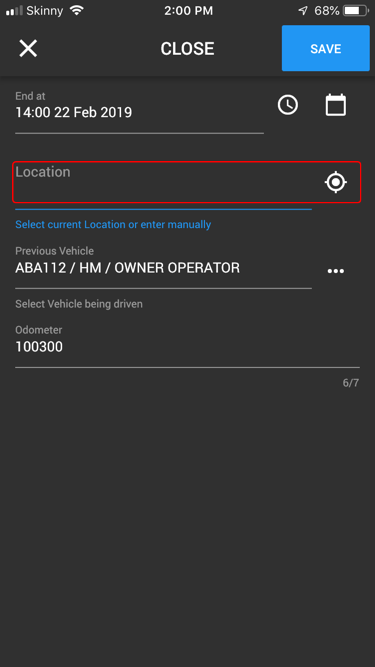 Skinny 2:00 PM 68%
CLOSE SAVE
End at
14:00 22 Feb 2019
Location
Select current Location or enter manually
Previous Vehicle
ABA112 / HM / OWNER OPERATOR
Select Vehicle being driven
Odometer
100300
6/7